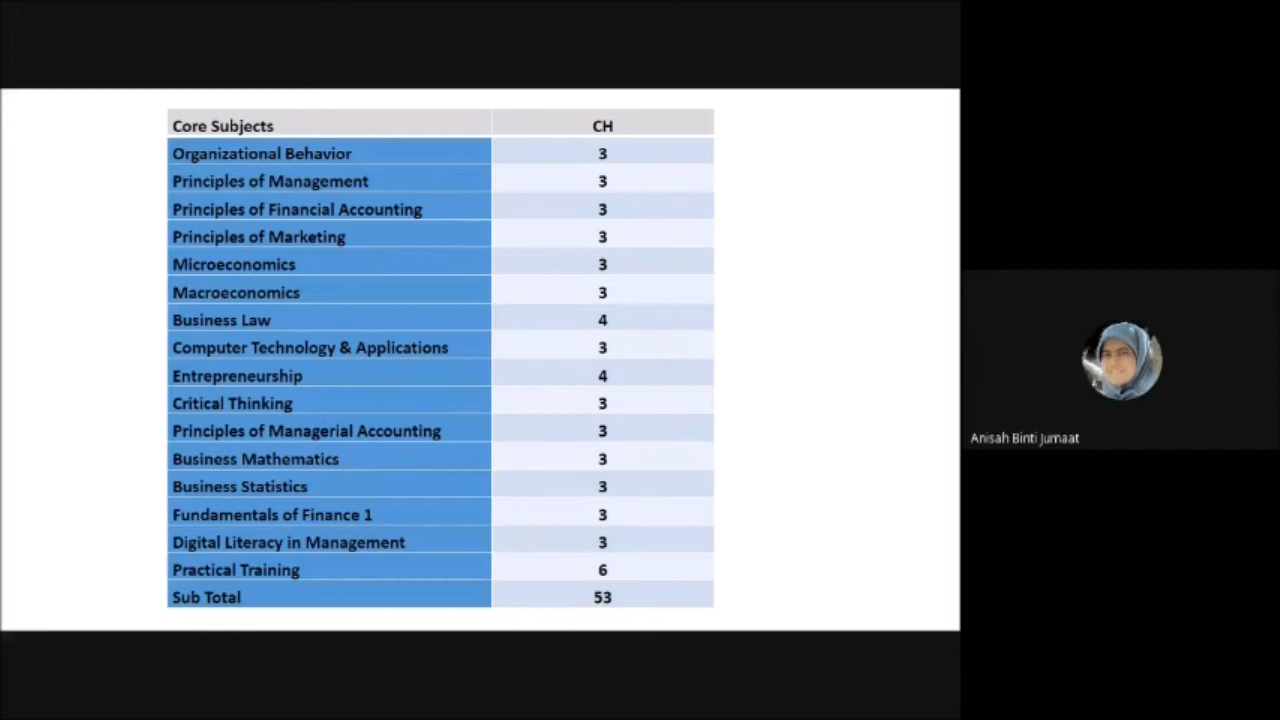 Core Subjects CH
Organizational Behavior 3
Principles of Management 3
Principles of Financial Accounting 3
Principles of Marketing 3
Microeconomics 3
Macroeconomics 3
Business Law 4
Computer Technology & Applications 3
Entrepreneurship 4
Critical Thinking 3
Principles of Managerial Accounting 3
Business Mathematics 3
Business Statistics 3
Fundamentals of Finance 1 3
Digital Literacy in Management 3
Practical Training 6
Sub Total 53
Anisah Binti Jumaat